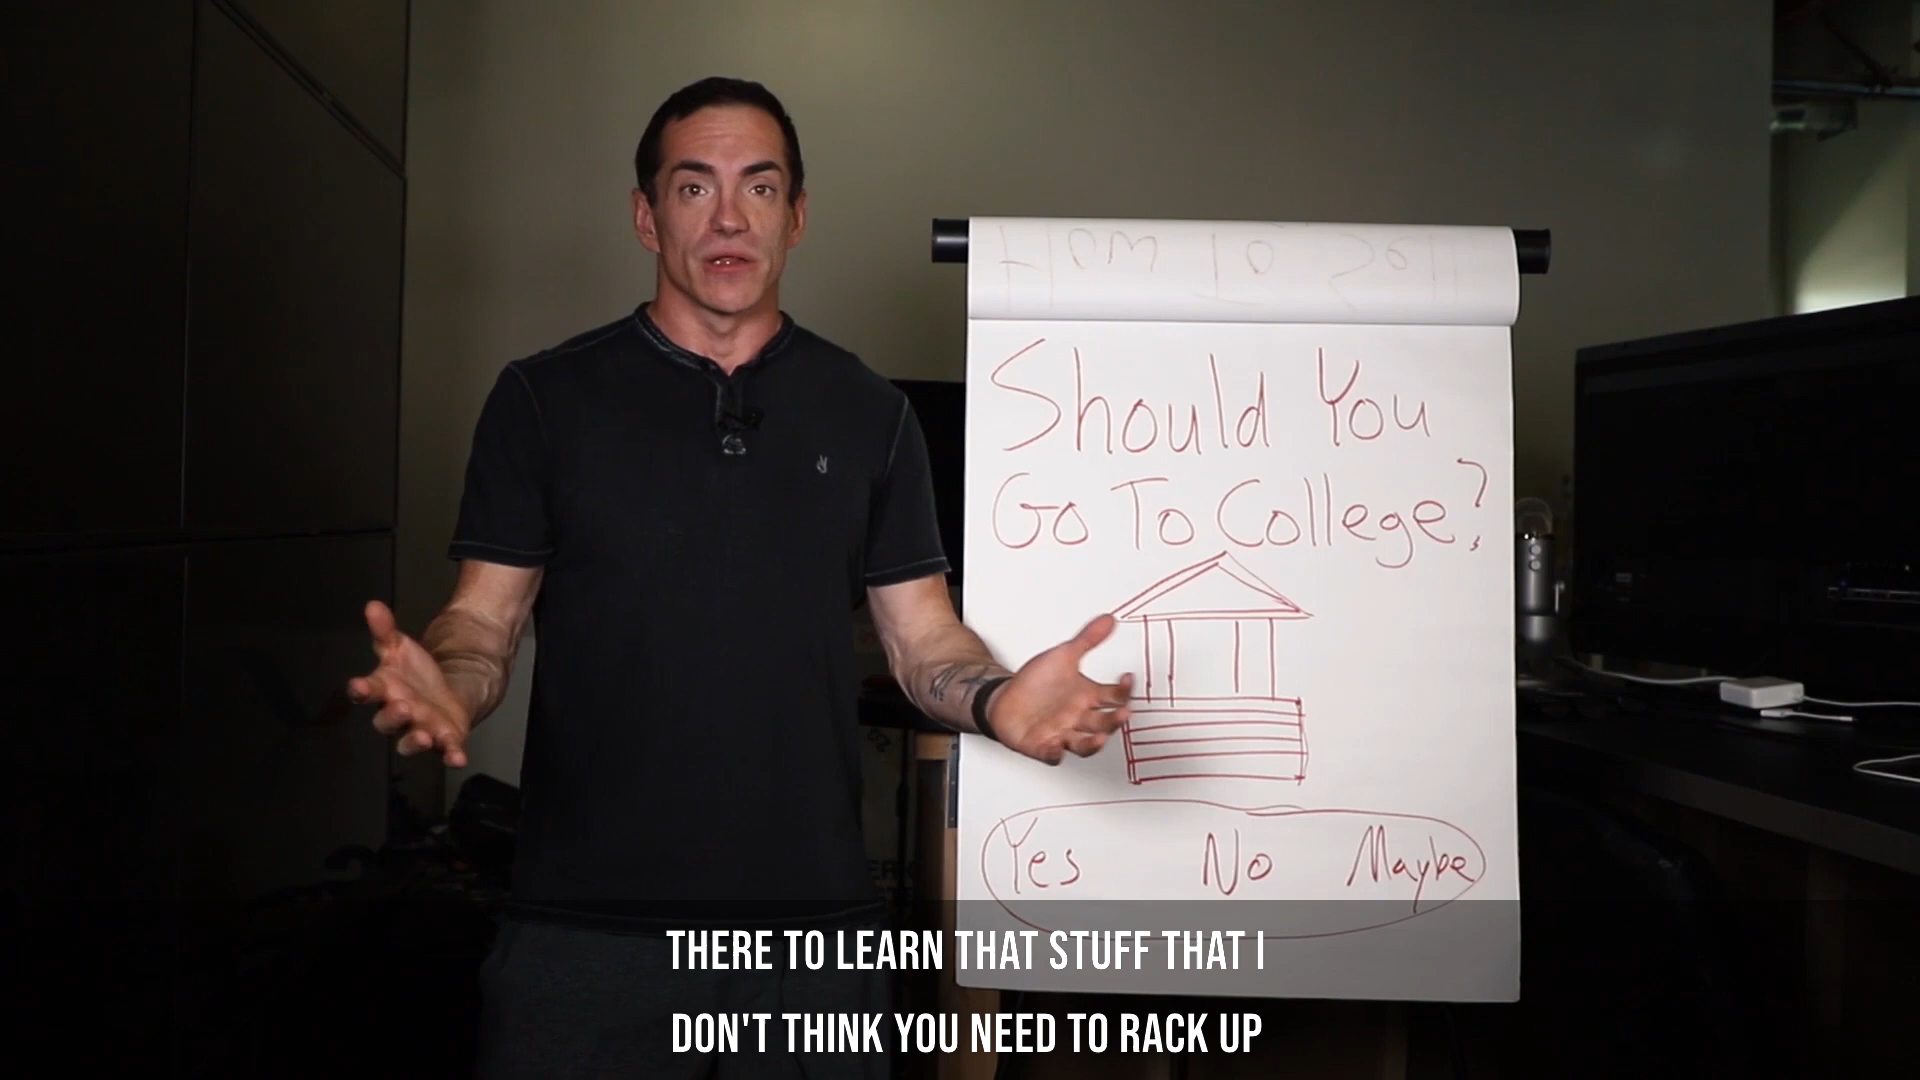 Should You
Go To College?
Yes No Maybe
THERE TO LEARN THAT STUFF THAT I
DON'T THINK YOU NEED TO RACK UP